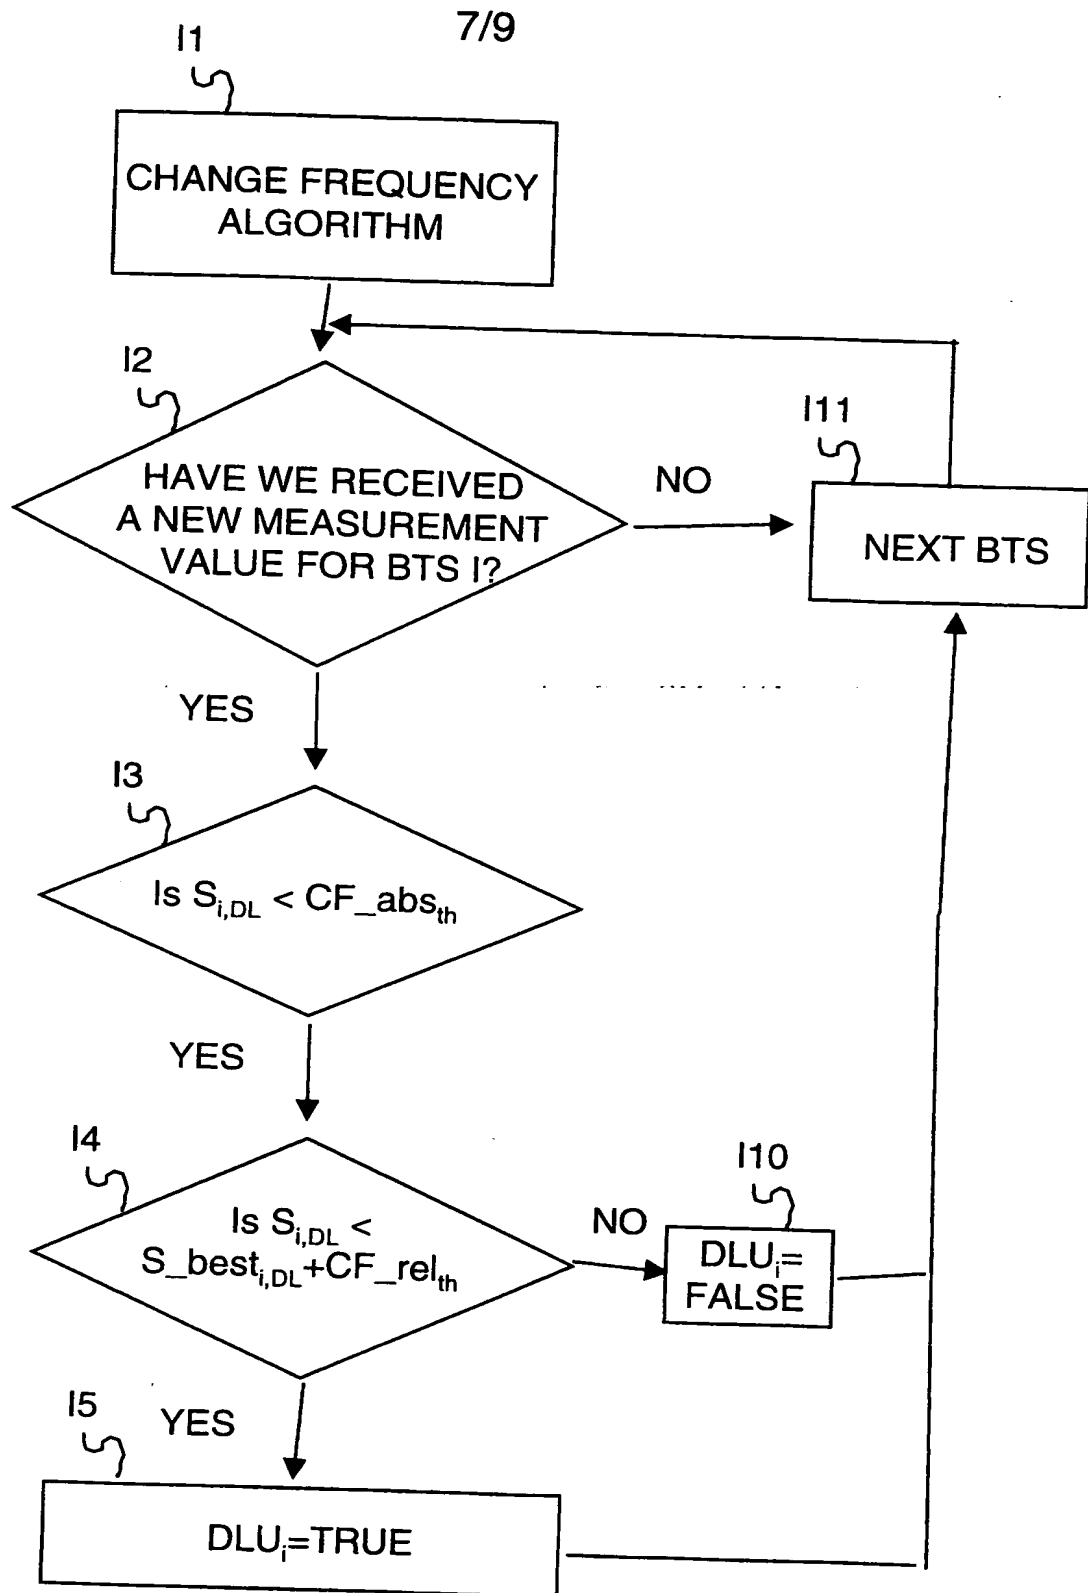 7/9
I1
CHANGE FREQUENCY
ALGORITHM
I2
HAVE WE RECEIVED
A NEW MEASUREMENT
VALUE FOR BTS I?
NO
I11
NEXT BTS
YES
I3
Is S_{i,DL} < CF_abs_{th}
YES
I4
Is S_{i,DL} <
S_best_{i,DL}+CF_rel_{th}
NO
I10
DLU_i=
FALSE
I5
YES
DLU_i=TRUE